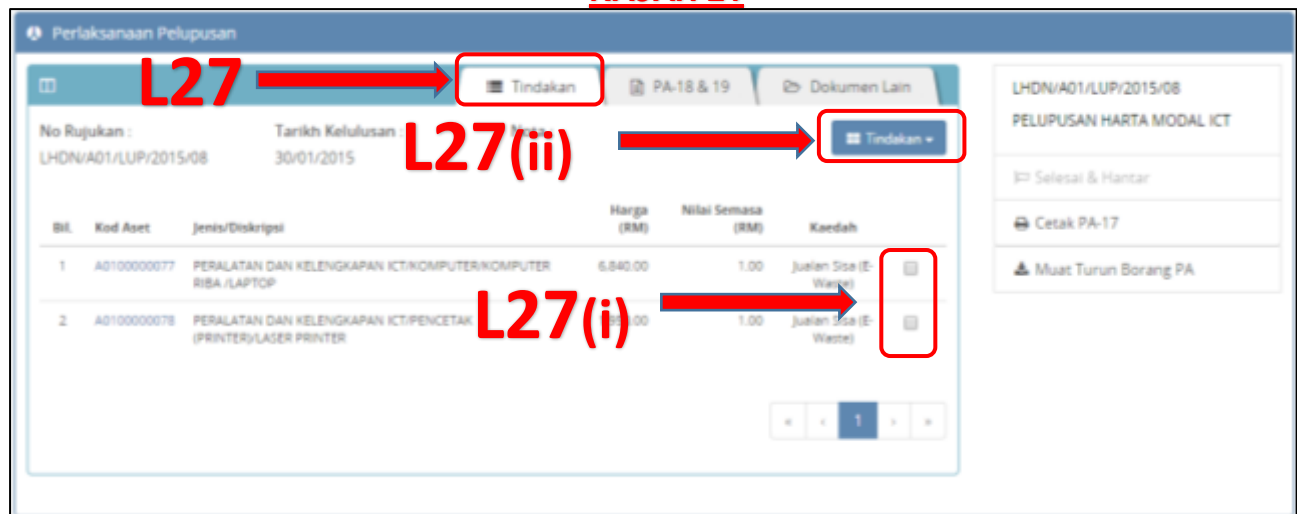 Perlaksanaan Pelupusan
L27
Tindakan
PA-18 & 19
Dokumen Lain
LHDN/A01/LUP/2015/08
PELUPUSAN HARTA MODAL ICT
No Rujukan :
Tarikh Kelulusan :
Nota
L27(ii)
Tindakan
LHDN/A01/LUP/2015/08
30/01/2015
Selesai & Hantar
Cetak PA-17
Muat Turun Borang PA
Bil.
Kod Aset
Jenis/Diskripsi
Harga (RM)
Nilai Semasa (RM)
Kaedah
1
A0100000077
PERALATAN DAN KELENGKAPAN ICT/KOMPUTER/KOMPUTER
RIBA /LAPTOP
6,840.00
1.00
Jualan Sisa (E-
Waste)
L27(i)
2
A0100000078
PERALATAN DAN KELENGKAPAN ICT/PENCETAK
(PRINTER)/LASER PRINTER
1.00
Jualan Sisa (E-
Waste)
« ‹ 1 › »